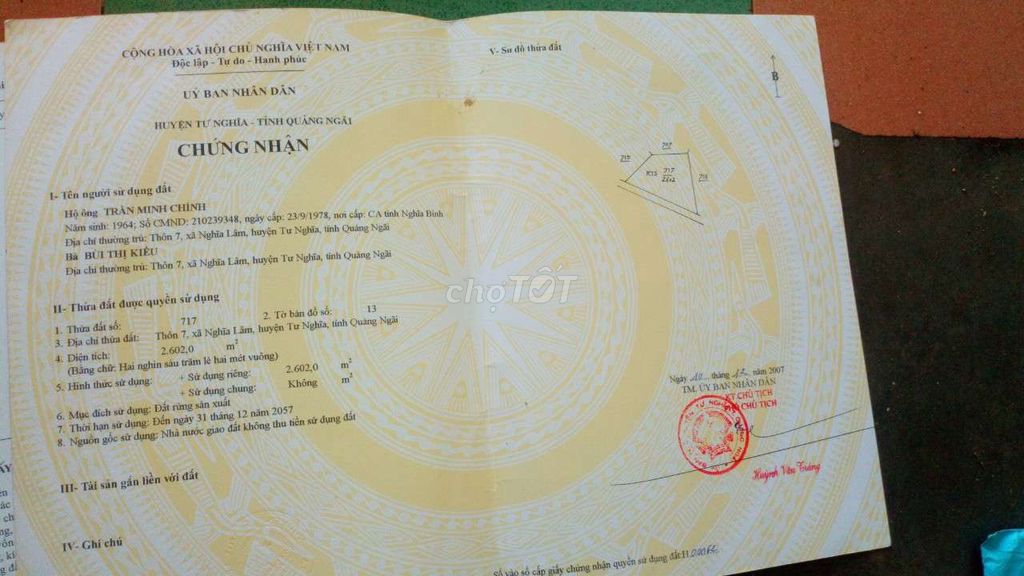 CỘNG HÒA XÃ HỘI CHỦ NGHĨA VIỆT NAM
Độc lập - Tự do - Hạnh phúc
UỶ BAN NHÂN DÂN
HUYỆN TƯ NGHĨA - TỈNH QUẢNG NGÃI
CHỨNG NHẬN
I- Tên người sử dụng đất
Hộ ông TRẦN MINH CHÍNH
Năm sinh: 1964; Số CMND: 210239348, ngày cấp: 23/9/1978, nơi cấp: CA tỉnh Nghĩa Bình
Địa chỉ thường trú: Thôn 7, xã Nghĩa Lâm, huyện Tư Nghĩa, tỉnh Quảng Ngãi
Bà BÙI THỊ KIỀU
Địa chỉ thường trú: Thôn 7, xã Nghĩa Lâm, huyện Tư Nghĩa, tỉnh Quảng Ngãi
II- Thửa đất được quyền sử dụng
1. Thửa đất số: 717 2. Tờ bản đồ số: 13
3. Địa chỉ thửa đất: Thôn 7, xã Nghĩa Lâm, huyện Tư Nghĩa, tỉnh Quảng Ngãi
4. Diện tích: 2.602,0 m²
(Bằng chữ: Hai nghìn sáu trăm lẻ hai mét vuông)
5. Hình thức sử dụng: + Sử dụng riêng: 2.602,0 m²
+ Sử dụng chung: Không m²
6. Mục đích sử dụng: Đất rừng sản xuất
7. Thời hạn sử dụng: Đến ngày 31 tháng 12 năm 2057
8. Nguồn gốc sử dụng: Nhà nước giao đất không thu tiền sử dụng đất
III- Tài sản gắn liền với đất
IV- Ghi chú
V- Sơ đồ thửa đất
B
717
chợTỐT
Ngày 10 tháng 12 năm 2007
TM. ỦY BAN NHÂN DÂN
KT CHỦ TỊCH
PHÓ CHỦ TỊCH
Huỳnh Văn Tráng
Số vào sổ cấp giấy chứng nhận quyền sử dụng đất:H